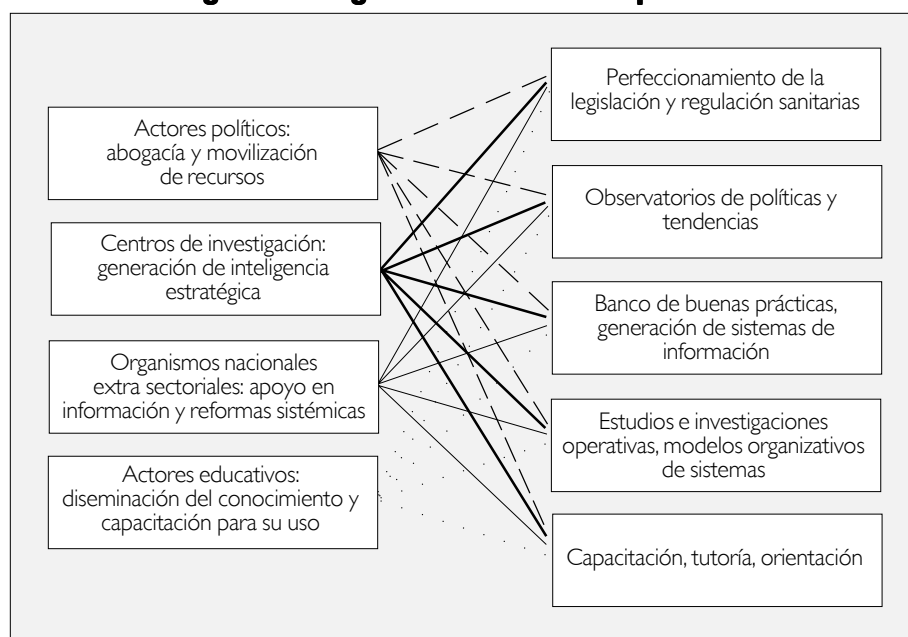 Actores políticos:
abogacía y movilización
de recursos
Centros de investigación:
generación de inteligencia
estratégica
Organismos nacionales
extra sectoriales: apoyo en
información y reformas sistémicas
Actores educativos:
diseminación del conocimiento y
capacitación para su uso
Perfeccionamiento de la
legislación y regulación sanitarias
Observatorios de políticas y
tendencias
Banco de buenas prácticas,
generación de sistemas de
información
Estudios e investigaciones
operativas, modelos organizativos
de sistemas
Capacitación, tutoría, orientación